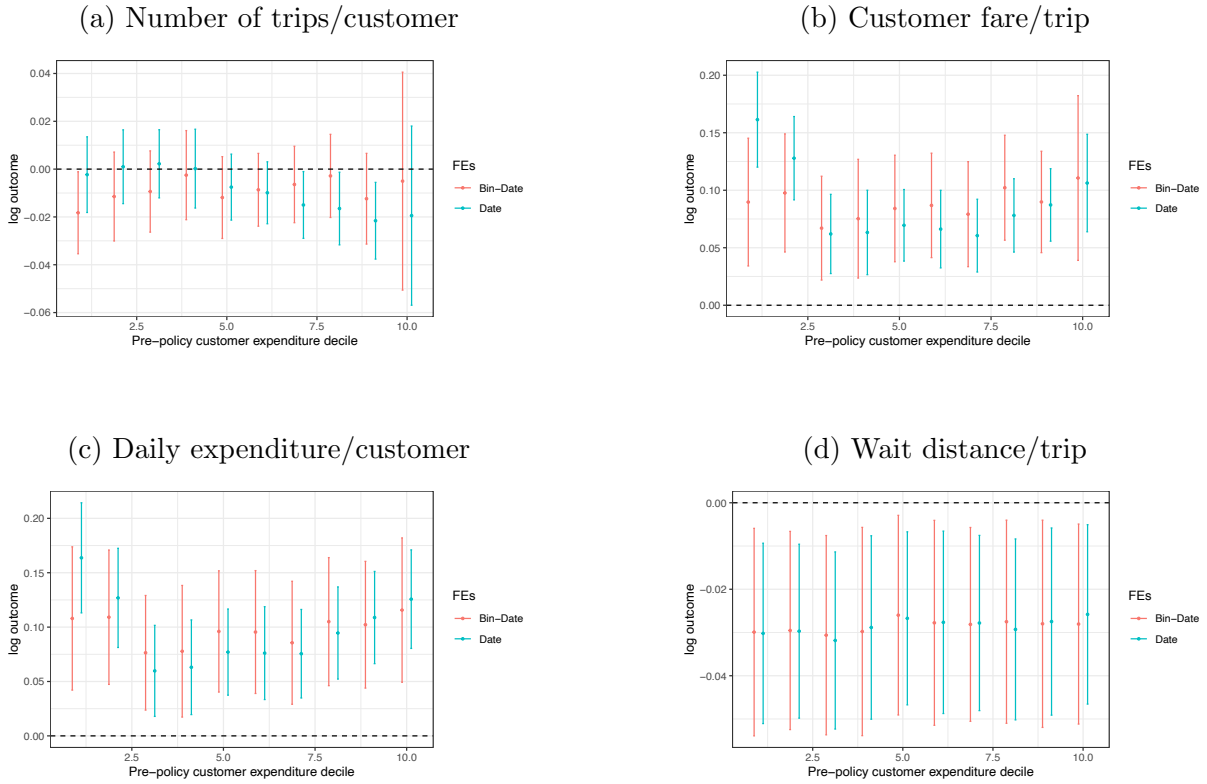 (a) Number of trips/customer
0.04
0.02
0.00
−0.02
−0.04
−0.06
log outcome
2.5 5.0 7.5 10.0
Pre−policy customer expenditure decile
FEs
Bin−Date
Date
(b) Customer fare/trip
0.20
0.15
0.10
0.05
0.00
log outcome
2.5 5.0 7.5 10.0
Pre−policy customer expenditure decile
FEs
Bin−Date
Date
(c) Daily expenditure/customer
0.20
0.15
0.10
0.05
0.00
log outcome
2.5 5.0 7.5 10.0
Pre−policy customer expenditure decile
FEs
Bin−Date
Date
(d) Wait distance/trip
0.00
−0.02
−0.04
log outcome
2.5 5.0 7.5 10.0
Pre−policy customer expenditure decile
FEs
Bin−Date
Date